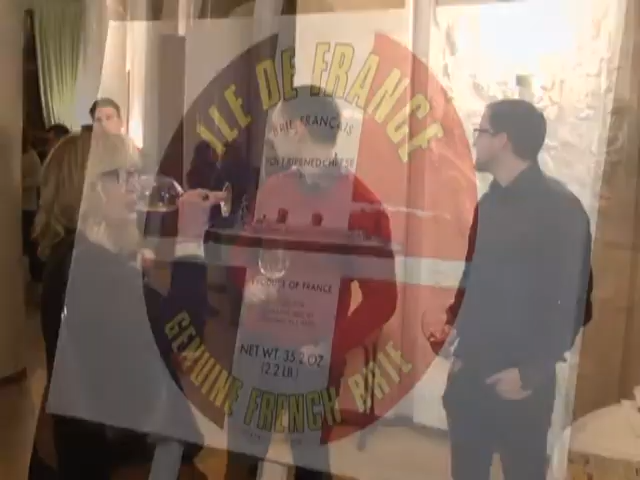 ILE DE FRANCE
BRIE FRANÇAIS
SOFT RIPENED CHEESE
PRODUCT OF FRANCE
NET WT. 35.2 OZ
(2.2 LB.)
GENUINE FRENCH BRIE